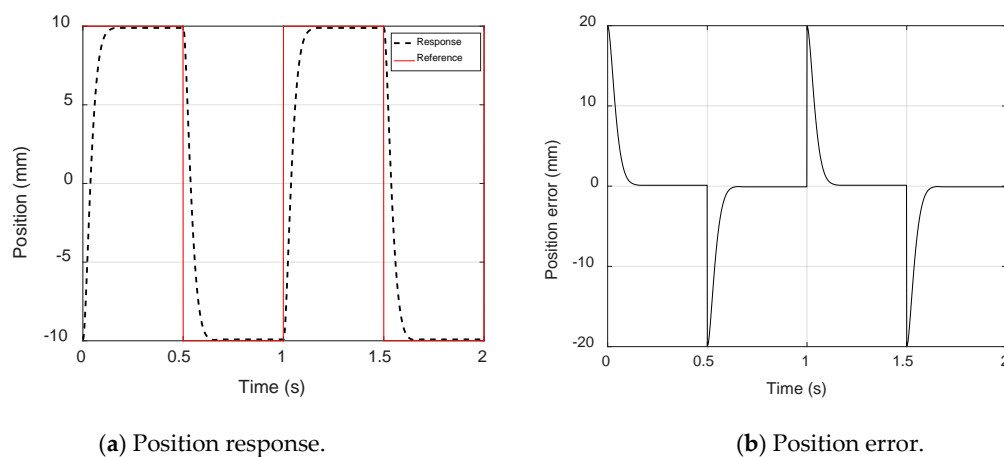 10
5
0
-5
-10
Position (mm)
0
0.5
1
1.5
2
Time (s)
Response
Reference
20
10
0
-10
-20
Position error (mm)
0
0.5
1
1.5
2
Time (s)
(a) Position response.
(b) Position error.